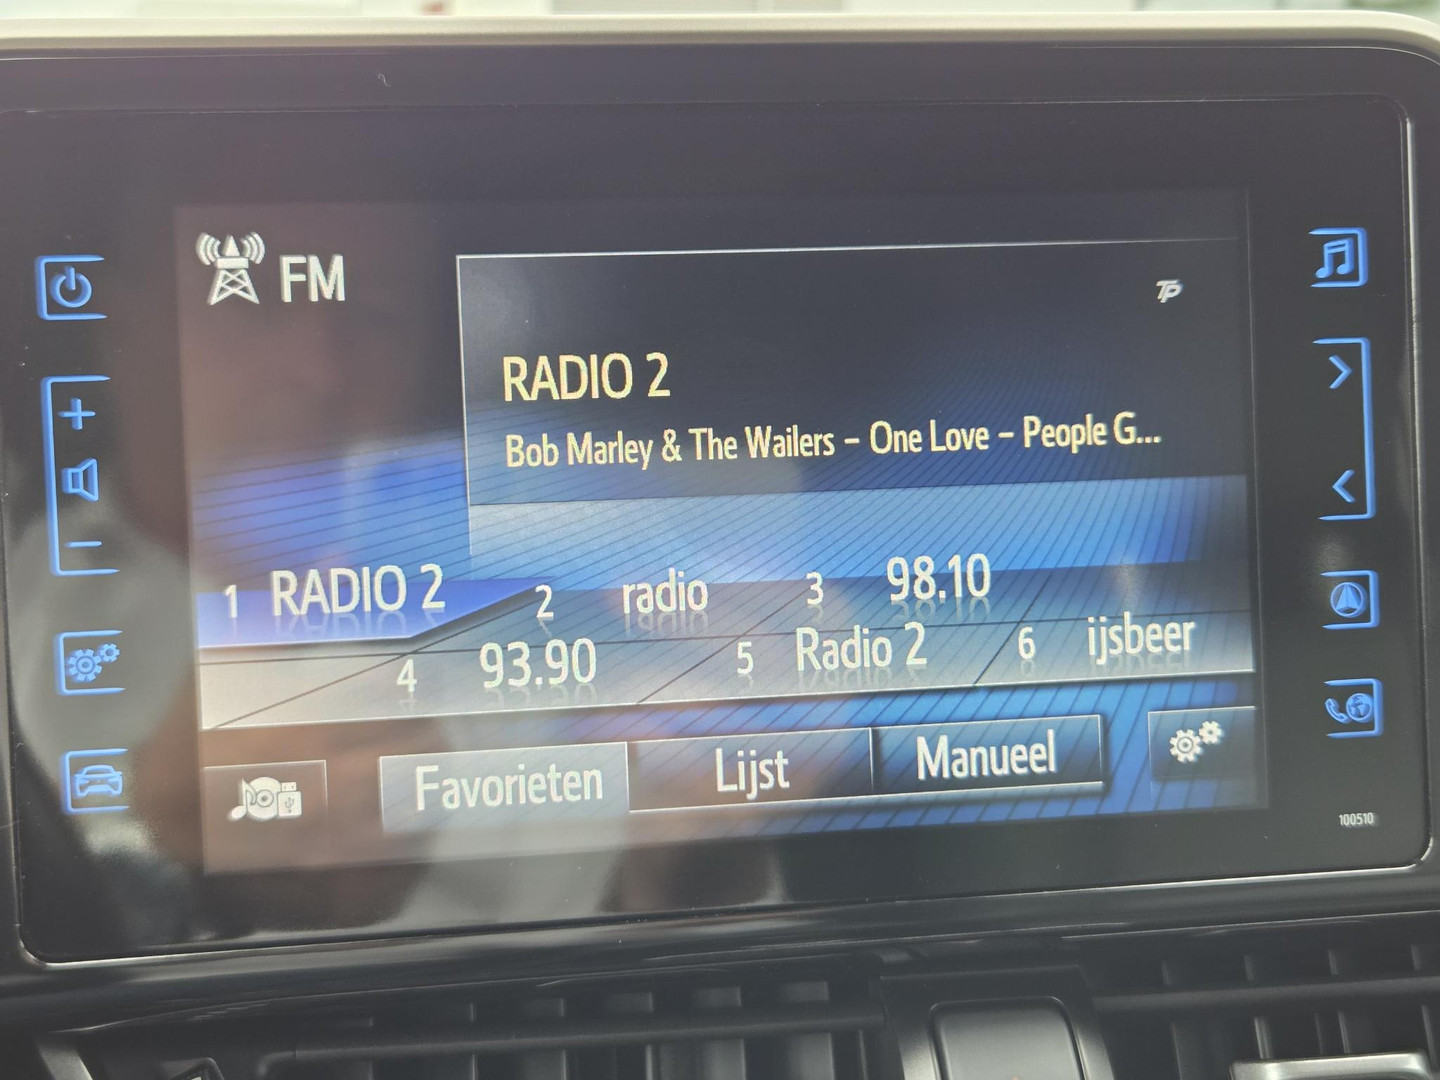 FM
TP
RADIO 2
Bob Marley & The Wailers – One Love – People G...
1 RADIO 2 2 radio 3 98.10
4 93.90 5 Radio 2 6 ijsbeer
Favorieten Lijst Manueel
100510